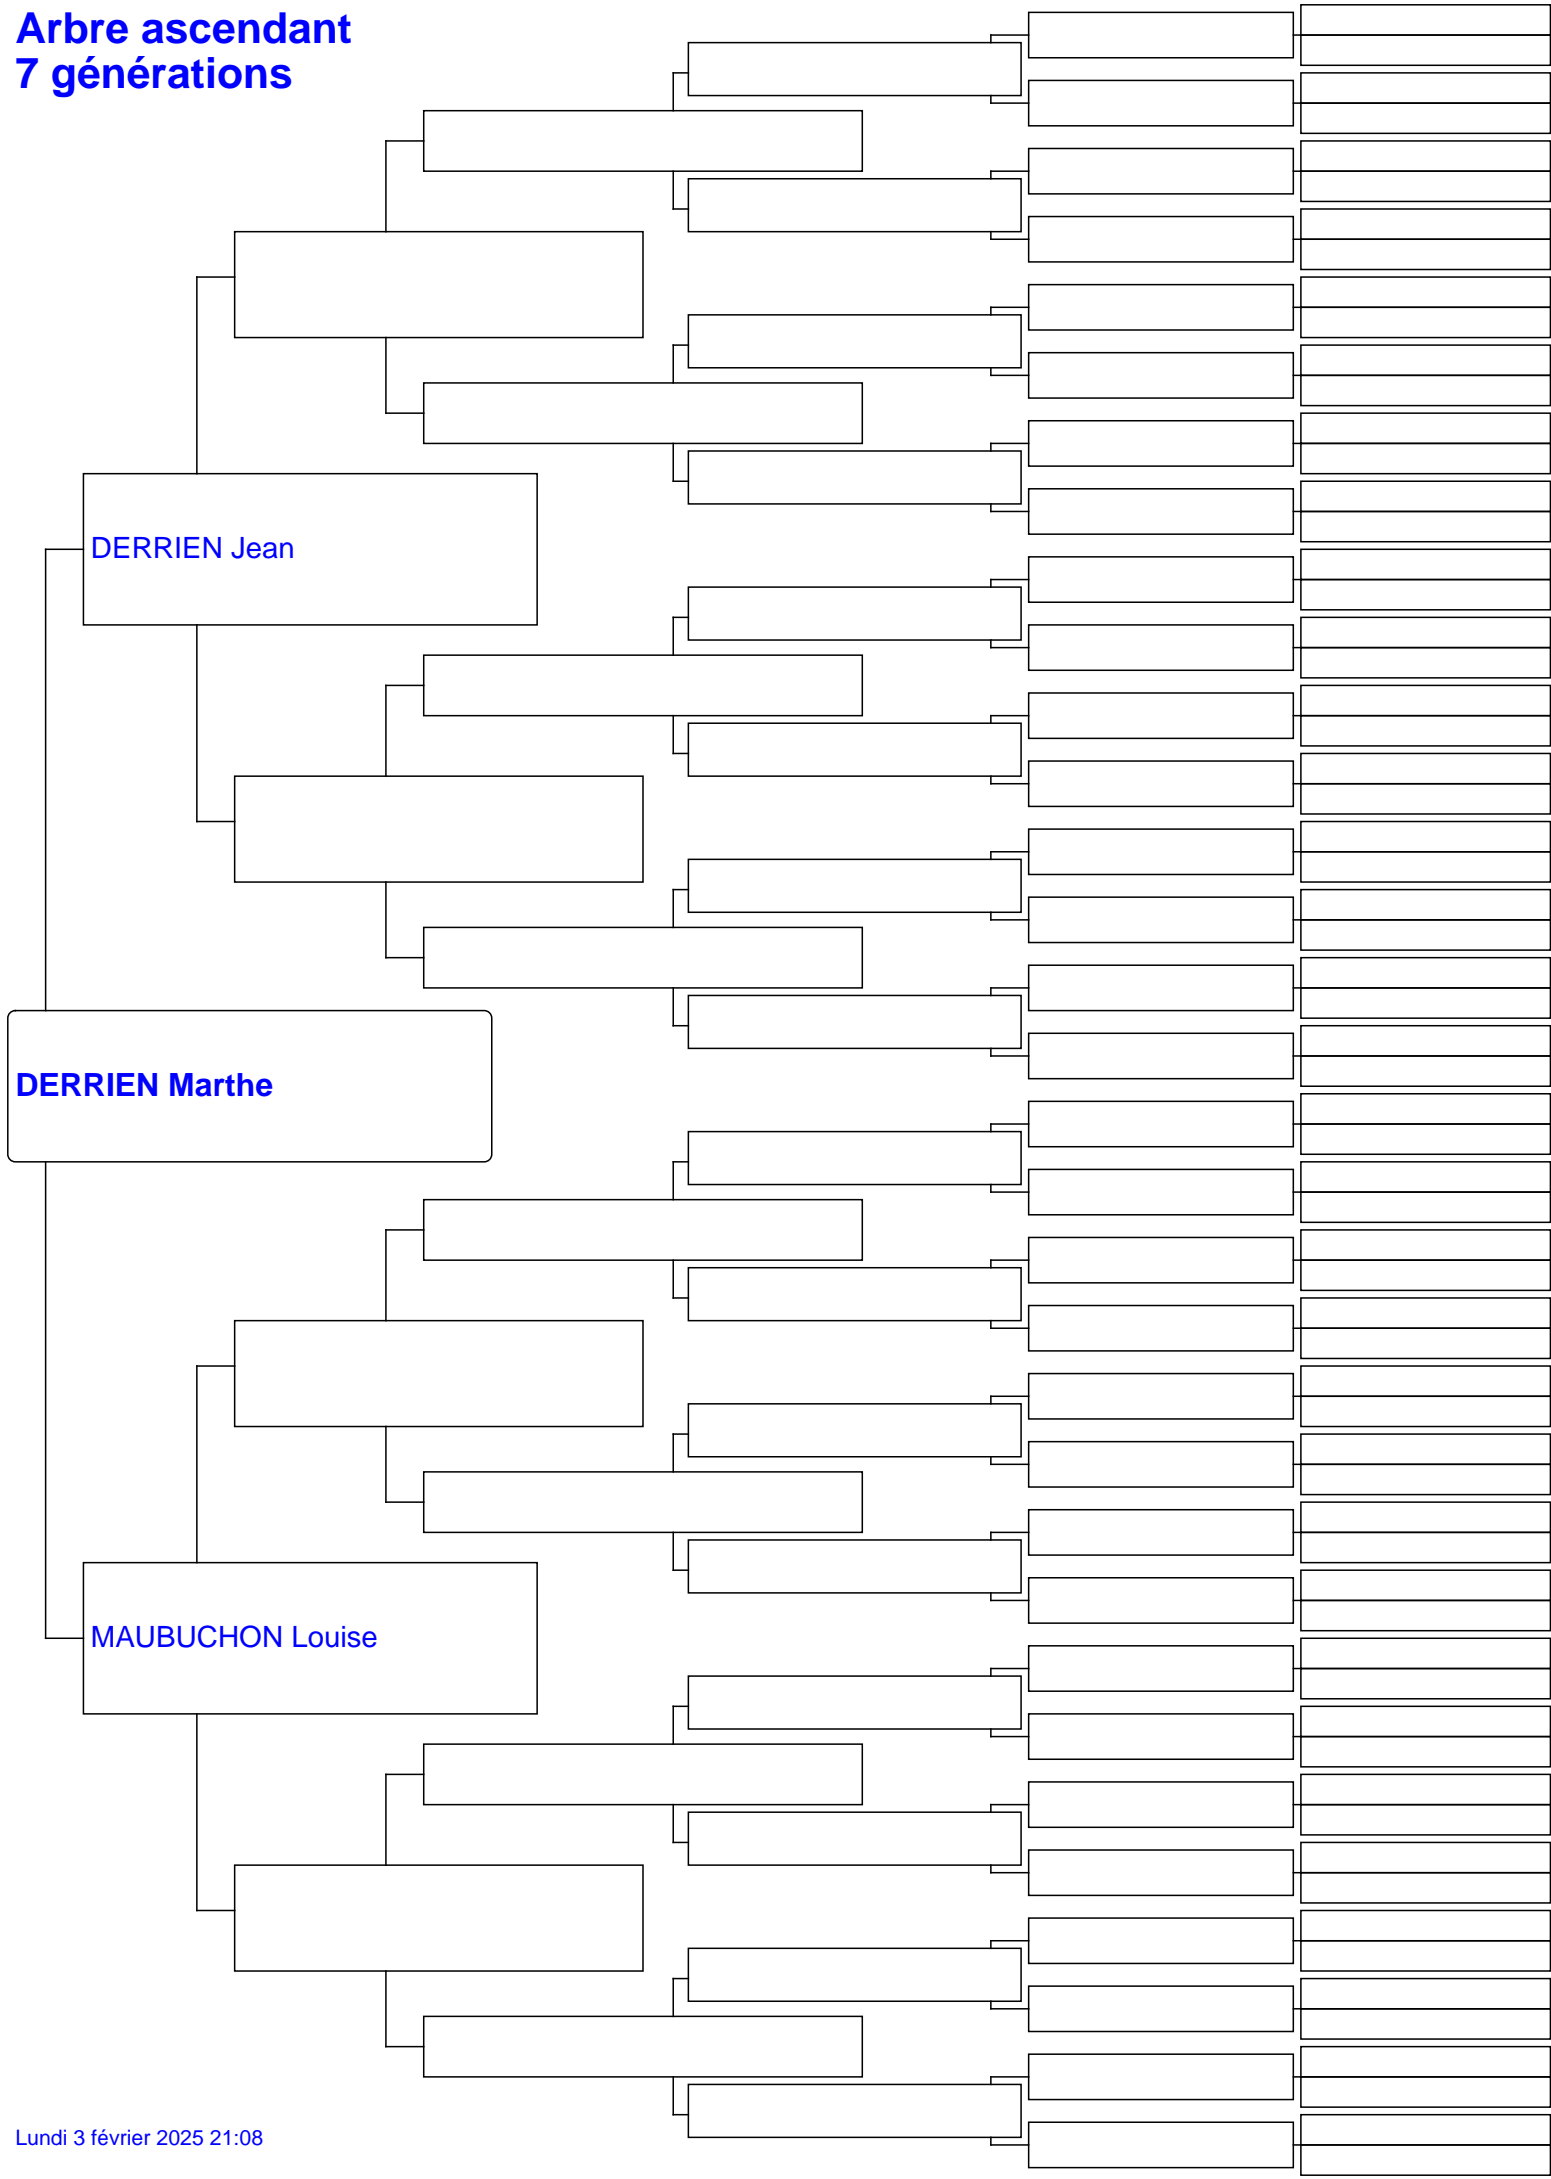 Arbre ascendant
7 générations
DERRIEN Jean
DERRIEN Marthe
MAUBUCHON Louise
Lundi 3 février 2025 21:08